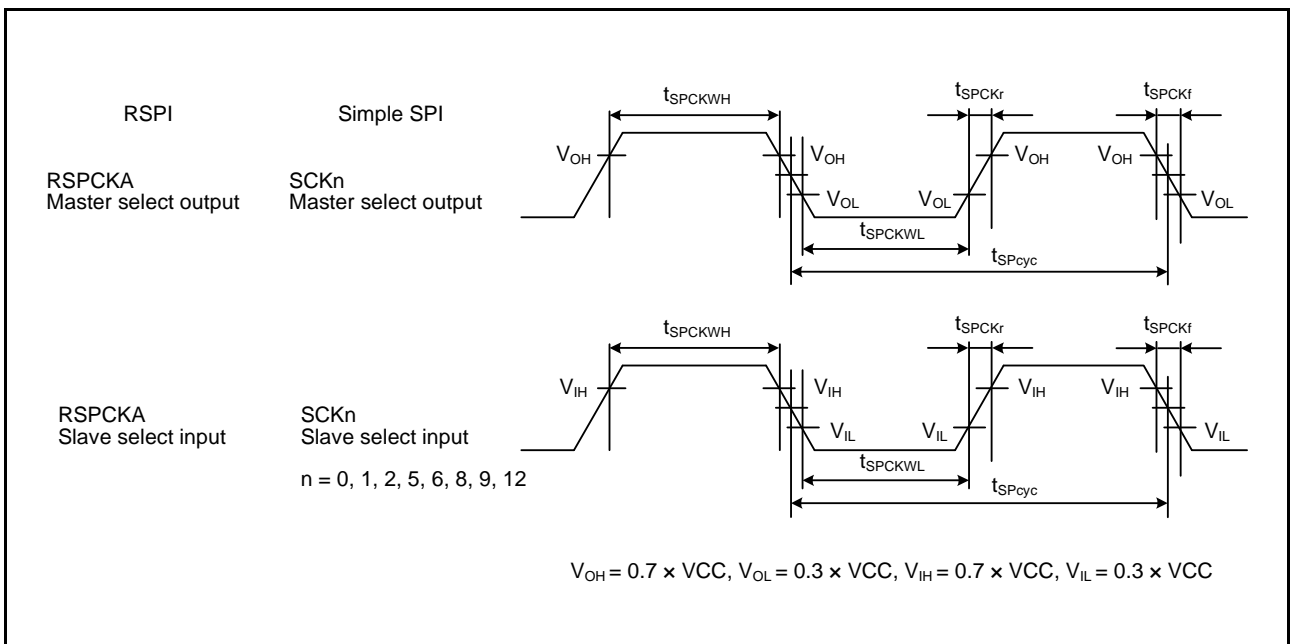 RSPI
Simple SPI
RSPCKA
Master select output
SCKn
Master select output
tSPCKWH
tSPCKr
tSPCKf
VOH
VOH
VOH
VOH
VOL
VOL
VOL
tSPCKWL
tSPcyc
RSPCKA
Slave select input
SCKn
Slave select input
n = 0, 1, 2, 5, 6, 8, 9, 12
tSPCKWH
tSPCKr
tSPCKf
VIH
VIH
VIH
VIH
VIL
VIL
VIL
tSPCKWL
tSPcyc
VOH = 0.7 × VCC, VOL = 0.3 × VCC, VIH = 0.7 × VCC, VIL = 0.3 × VCC